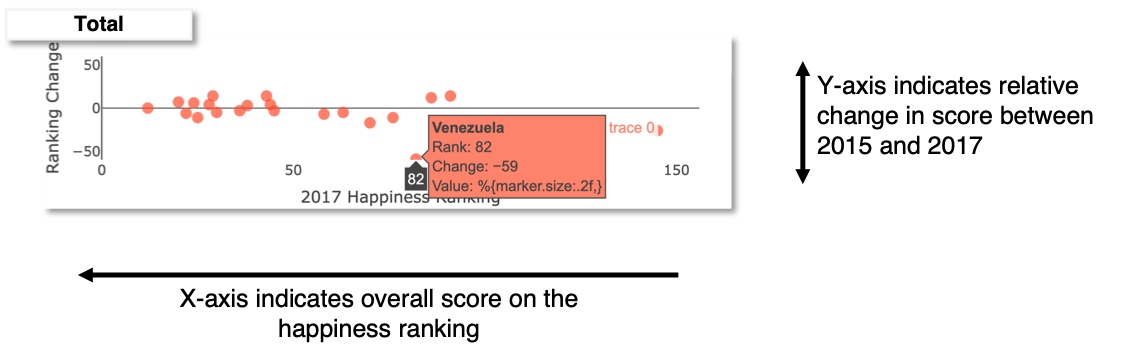 Total
Ranking Change
50
0
−50
0
50
150
Venezuela
Rank: 82
Change: −59
Value: %{marker.size:.2f,}
trace 0
82
2017 Happiness Ranking
Y-axis indicates relative
change in score between
2015 and 2017
X-axis indicates overall score on the
happiness ranking